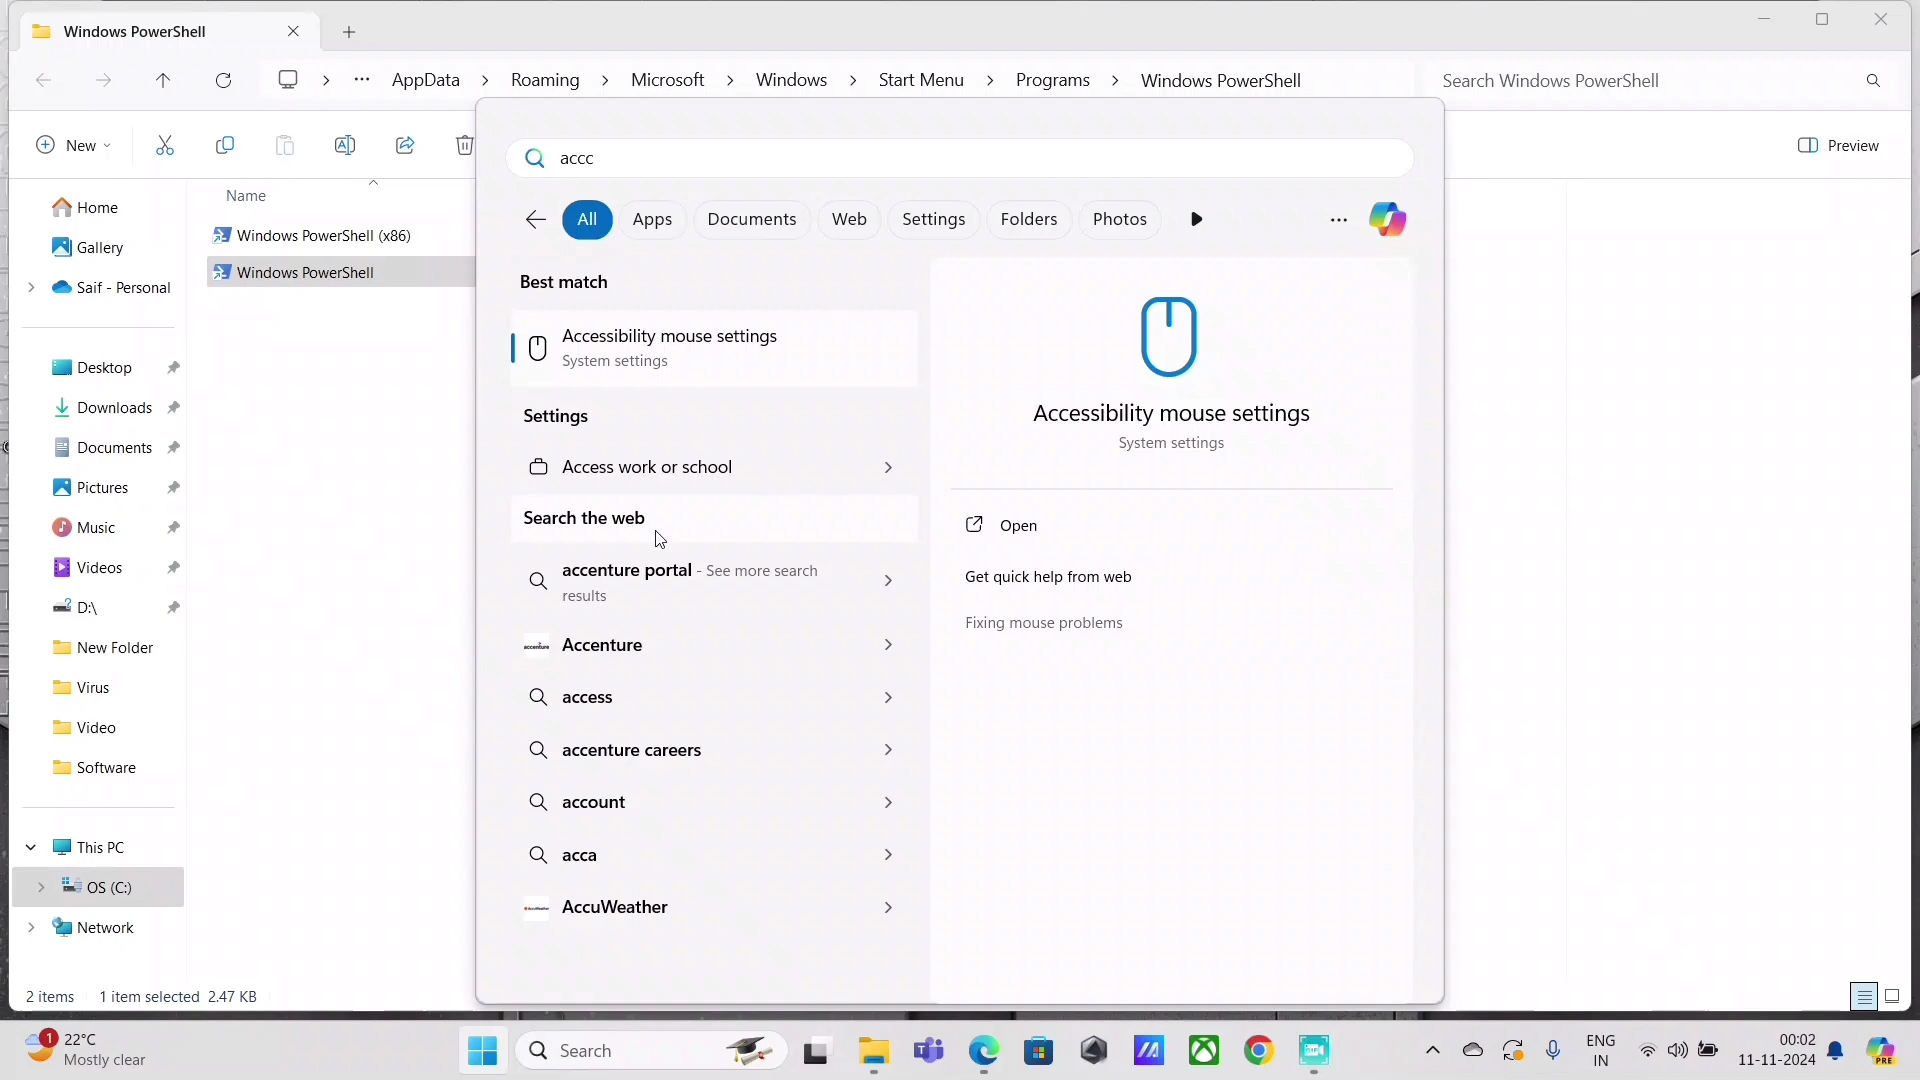 Windows PowerShell
AppData > Roaming > Microsoft > Windows > Start Menu > Programs > Windows PowerShell
Search Windows PowerShell
New
Preview
accc
All Apps Documents Web Settings Folders Photos
Name
Windows PowerShell (x86)
Windows PowerShell
Home
Gallery
Saif - Personal
Desktop
Downloads
Documents
Pictures
Music
Videos
D:\
New Folder
Virus
Video
Software
This PC
OS (C:)
Network
Best match
Accessibility mouse settings
System settings
Settings
Access work or school
Search the web
accenture portal - See more search
results
Accenture
access
accenture careers
account
acca
AccuWeather
Accessibility mouse settings
System settings
Open
Get quick help from web
Fixing mouse problems
2 items 1 item selected 2.47 KB
1
22°C
Mostly clear
Search
ENG
IN
00:02
11-11-2024
PRE